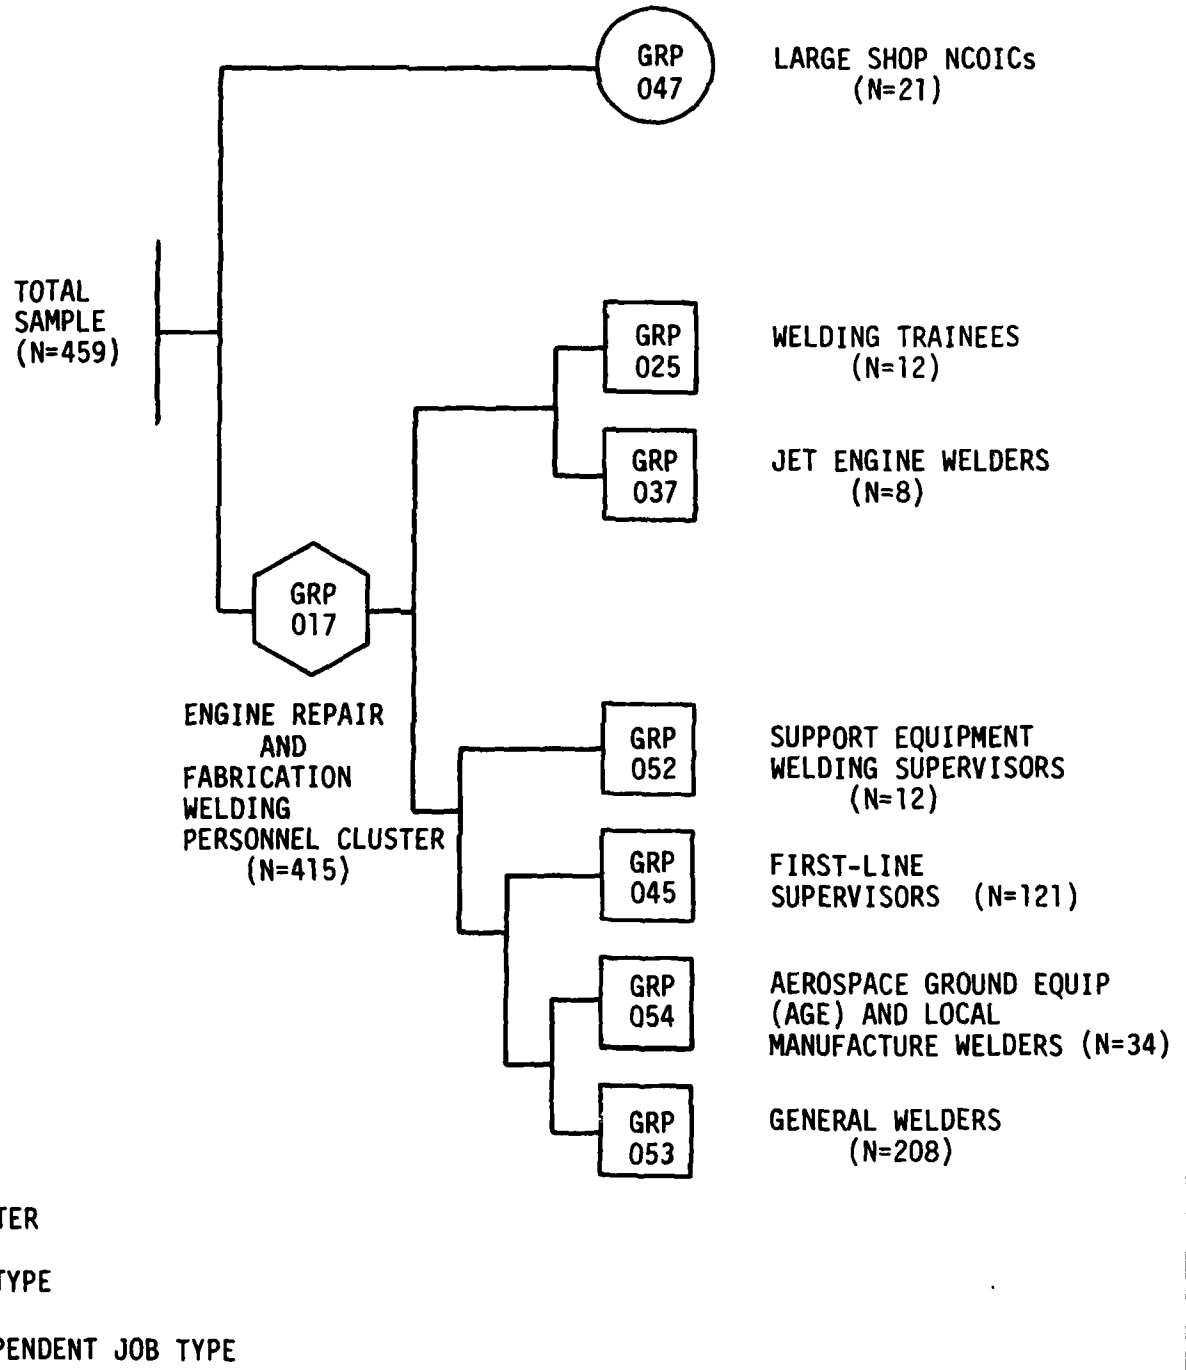 GRP
047
LARGE SHOP NCOICs
(N=21)
TOTAL
SAMPLE
(N=459)
GRP
025
WELDING TRAINEES
(N=12)
GRP
037
JET ENGINE WELDERS
(N=8)
GRP
017
ENGINE REPAIR
AND
FABRICATION
WELDING
PERSONNEL CLUSTER
(N=415)
GRP
052
SUPPORT EQUIPMENT
WELDING SUPERVISORS
(N=12)
GRP
045
FIRST-LINE
SUPERVISORS (N=121)
GRP
054
AEROSPACE GROUND EQUIP
(AGE) AND LOCAL
MANUFACTURE WELDERS (N=34)
GRP
053
GENERAL WELDERS
(N=208)
TER
TYPE
PENDENT JOB TYPE